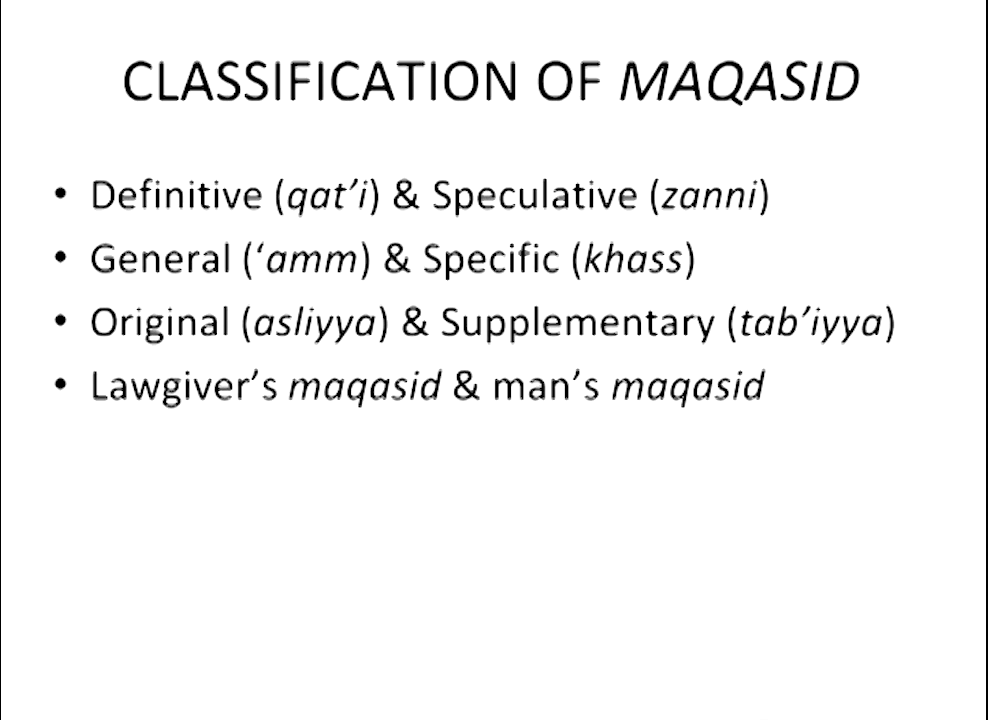 CLASSIFICATION OF MAQASID
• Definitive (qat’i) & Speculative (zanni)
• General (‘amm) & Specific (khass)
• Original (asliyya) & Supplementary (tab’iyya)
• Lawgiver’s maqasid & man’s maqasid